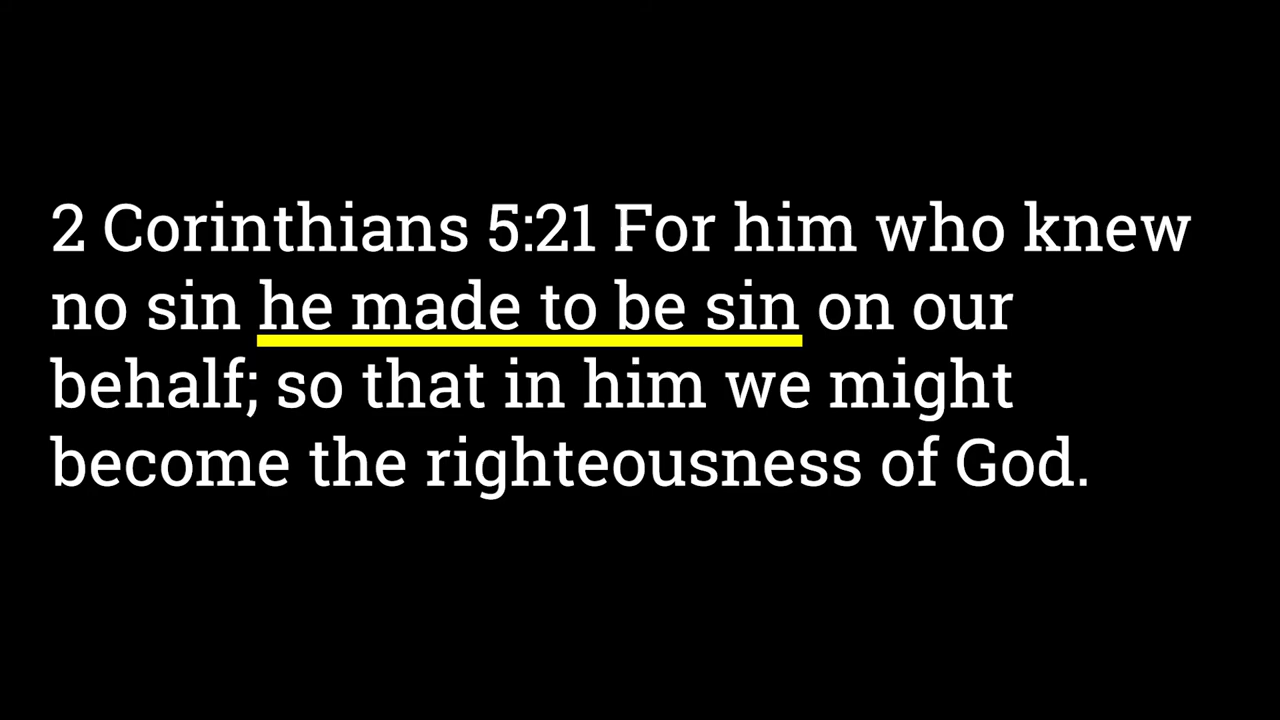 2 Corinthians 5:21 For him who knew
no sin he made to be sin on our
behalf; so that in him we might
become the righteousness of God.